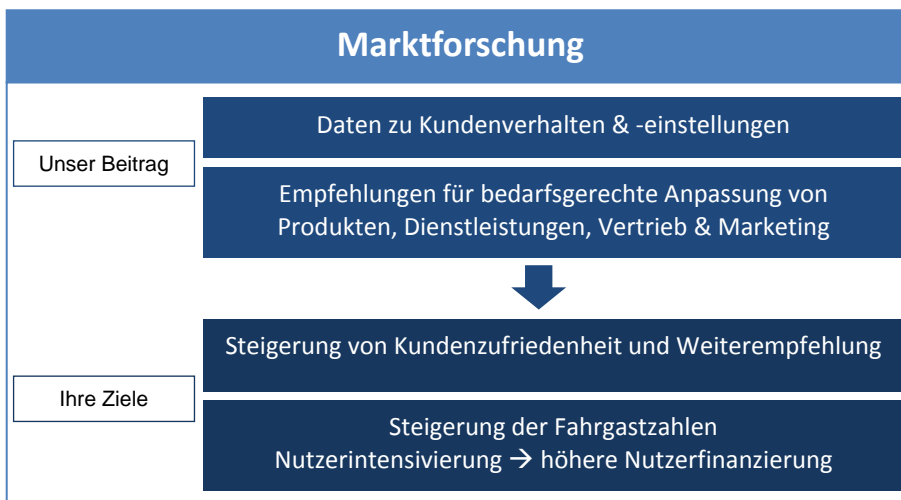 Marktforschung
Unser Beitrag
Daten zu Kundenverhalten & -einstellungen
Empfehlungen für bedarfsgerechte Anpassung von
Produkten, Dienstleistungen, Vertrieb & Marketing
Ihre Ziele
Steigerung von Kundenzufriedenheit und Weiterempfehlung
Steigerung der Fahrgastzahlen
Nutzerintensivierung → höhere Nutzerfinanzierung